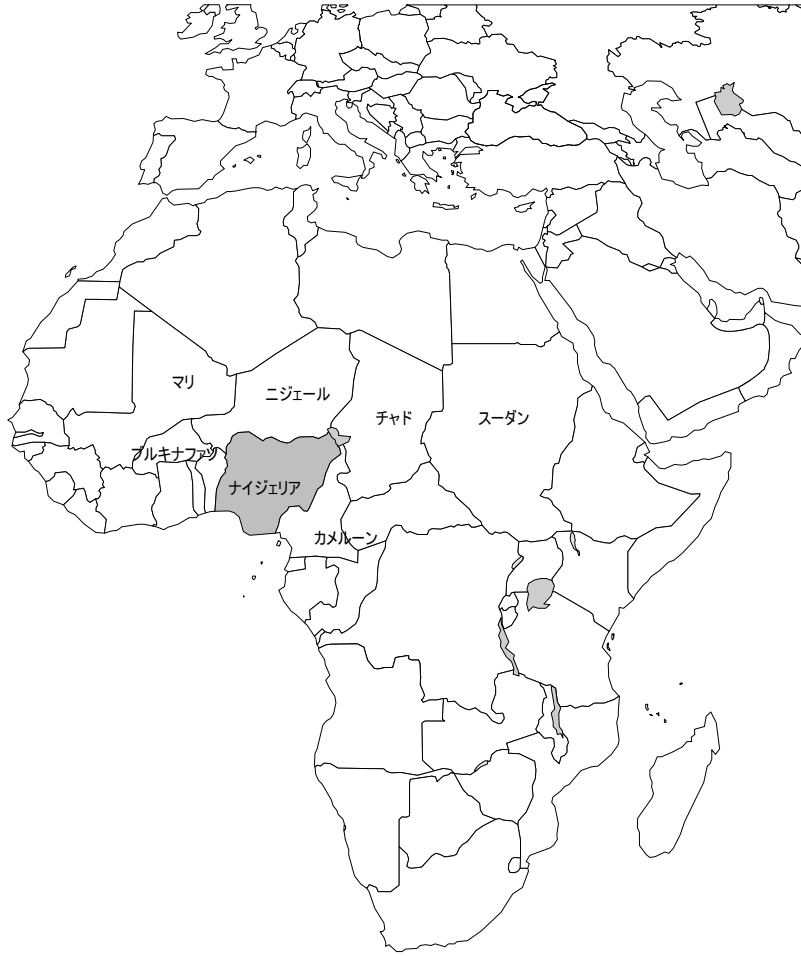 マリ
ニジェール
チャド
スーダン
ブルキナファソ
ナイジェリア
カメルーン